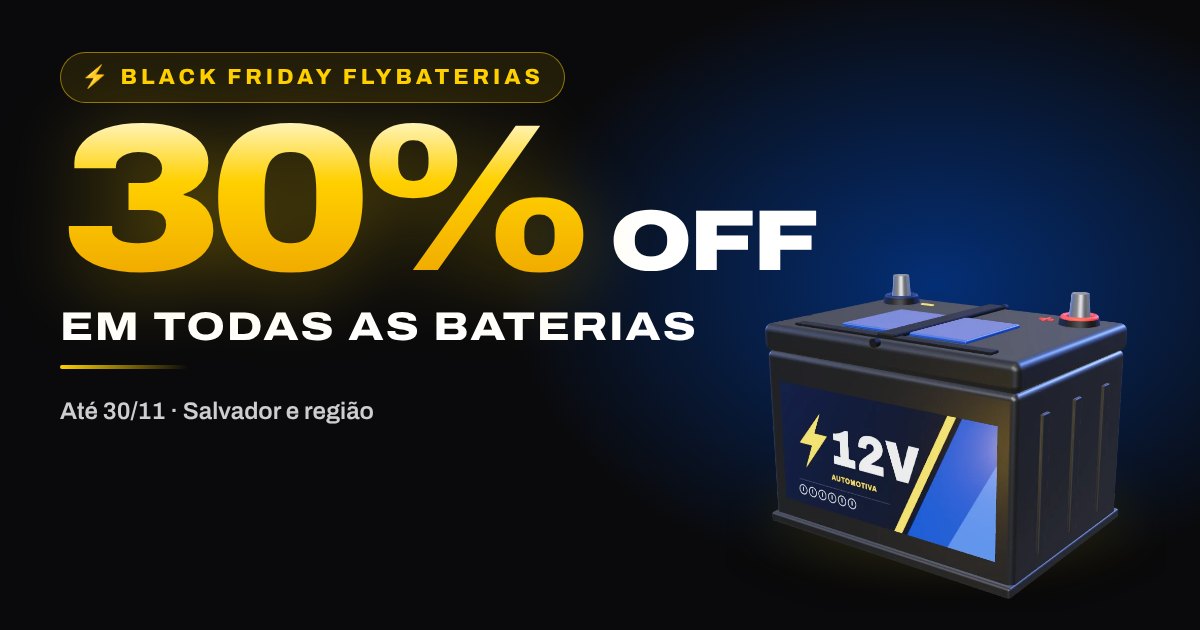 ⚡ BLACK FRIDAY FLYBATERIAS
30% OFF
EM TODAS AS BATERIAS
Até 30/11 · Salvador e região
12V
AUTOMOTIVA